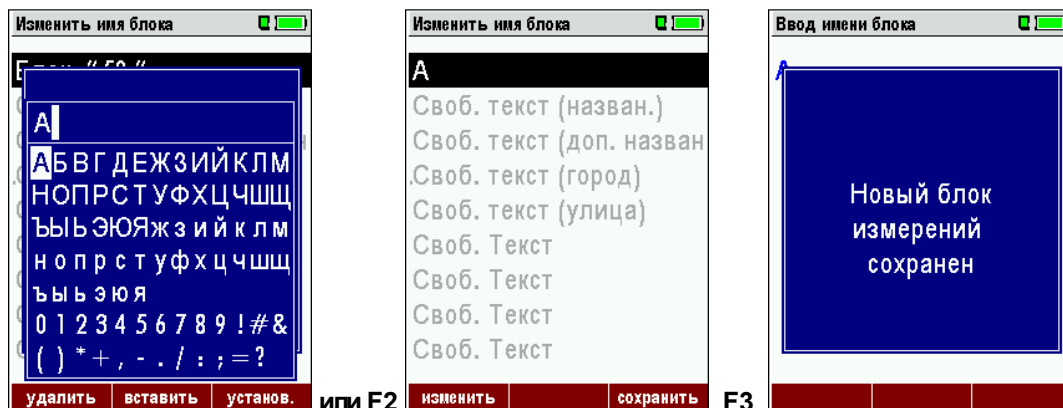 Изменить имя блока
А
АБВГДЕЖЗИЙКЛМ
НОПРСТУФХЦЧШЩ
ЪЫЬЭЮЯжзийклм
нопрстуфхцчшщ
ъыьэюя
0123456789!#&
()*+,-./:;=?
удалить вставить установ.
или F2
Изменить имя блока
А
Своб. текст (назван.)
Своб. текст (доп. назван
.Своб. текст (город)
Своб. текст (улица)
Своб. Текст
Своб. Текст
Своб. Текст
Своб. Текст
изменить сохранить
F3
Ввод имени блока
А
Новый блок
измерений
сохранен